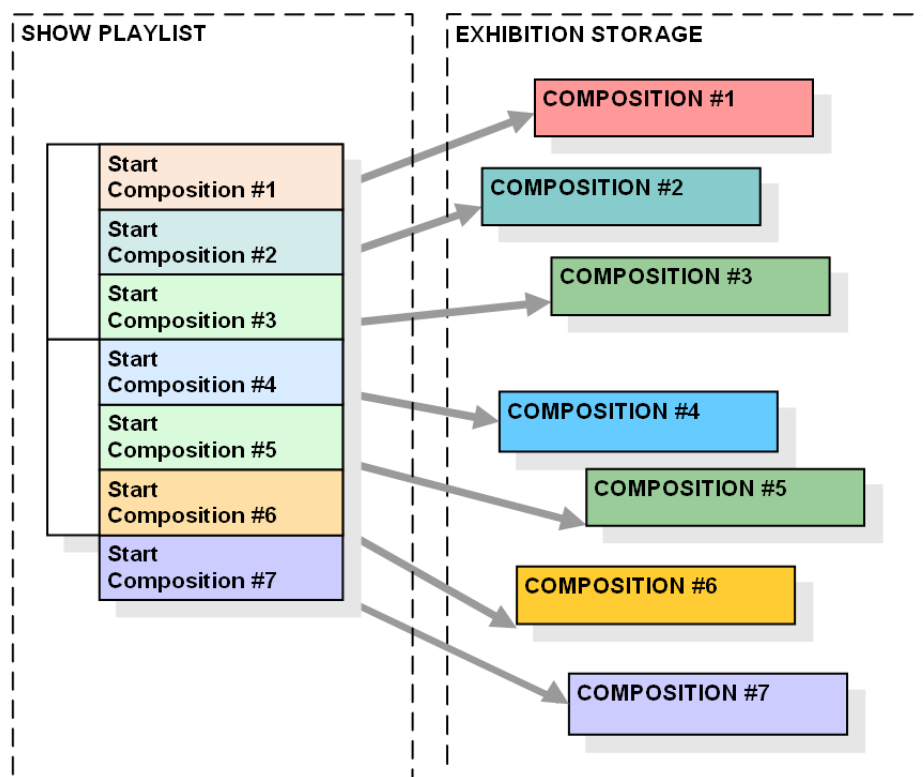 SHOW PLAYLIST
Start
Composition #1
Start
Composition #2
Start
Composition #3
Start
Composition #4
Start
Composition #5
Start
Composition #6
Start
Composition #7
EXHIBITION STORAGE
COMPOSITION #1
COMPOSITION #2
COMPOSITION #3
COMPOSITION #4
COMPOSITION #5
COMPOSITION #6
COMPOSITION #7